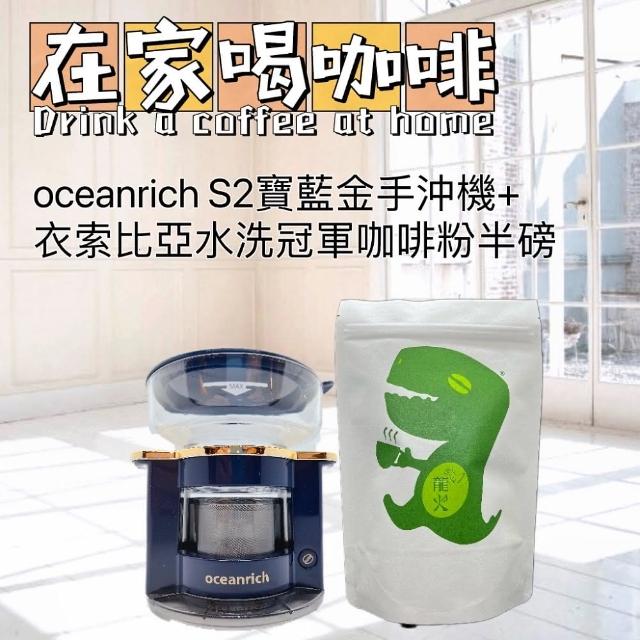 在家喝咖啡
Drink a coffee at home
oceanrich S2寶藍金手沖機+
衣索比亞水洗冠軍咖啡粉半磅
MAX
oceanrich
龍火